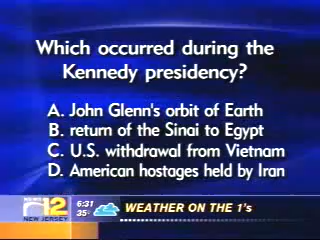 Which occurred during the
Kennedy presidency?
A. John Glenn's orbit of Earth
B. return of the Sinai to Egypt
C. U.S. withdrawal from Vietnam
D. American hostages held by Iran
NEWS 12
NEW JERSEY
6:31
35°
WEATHER ON THE 1's